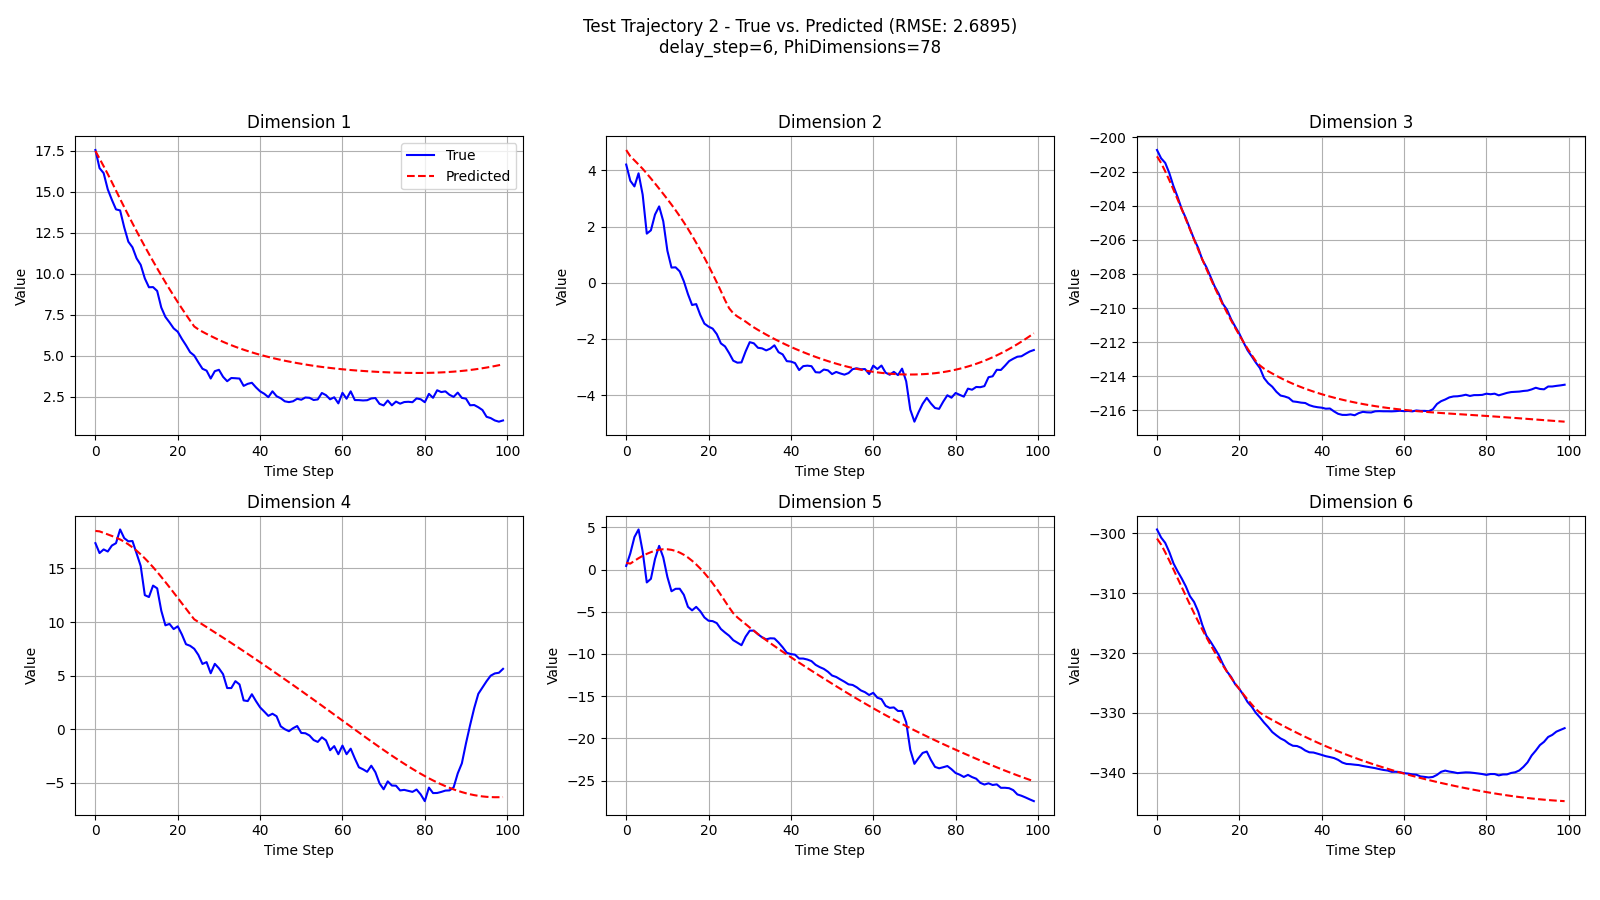 Test Trajectory 2 - True vs. Predicted (RMSE: 2.6895)
delay_step=6, PhiDimensions=78
Dimension 1
17.5
15.0
12.5
10.0
7.5
5.0
2.5
Value
0 20 40 60 80 100
Time Step
True
Predicted
Dimension 2
4
2
0
−2
−4
Value
0 20 40 60 80 100
Time Step
Dimension 3
−200
−202
−204
−206
−208
−210
−212
−214
−216
Value
0 20 40 60 80 100
Time Step
Dimension 4
15
10
5
0
−5
Value
0 20 40 60 80 100
Time Step
Dimension 5
5
0
−5
−10
−15
−20
−25
Value
0 20 40 60 80 100
Time Step
Dimension 6
−300
−310
−320
−330
−340
Value
0 20 40 60 80 100
Time Step